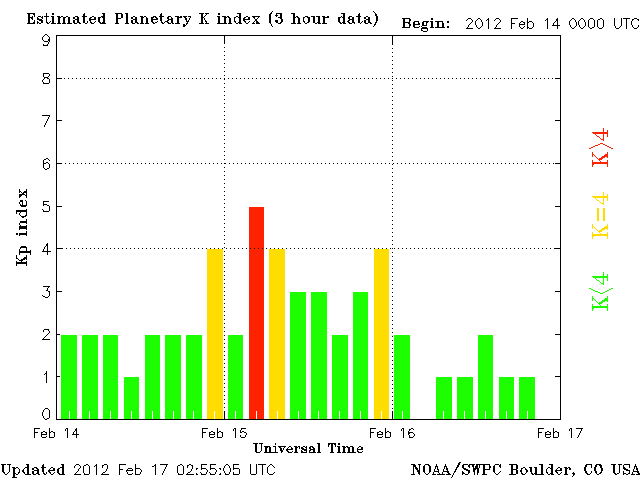 Estimated Planetary K index (3 hour data) Begin: 2012 Feb 14 0000 UTC
9
8
7
6
5
4
3
2
1
0
Kp index
K>4
K=4
K<4
Feb 14 Feb 15 Feb 16 Feb 17
Universal Time
Updated 2012 Feb 17 02:55:05 UTC NOAA/SWPC Boulder, CO USA